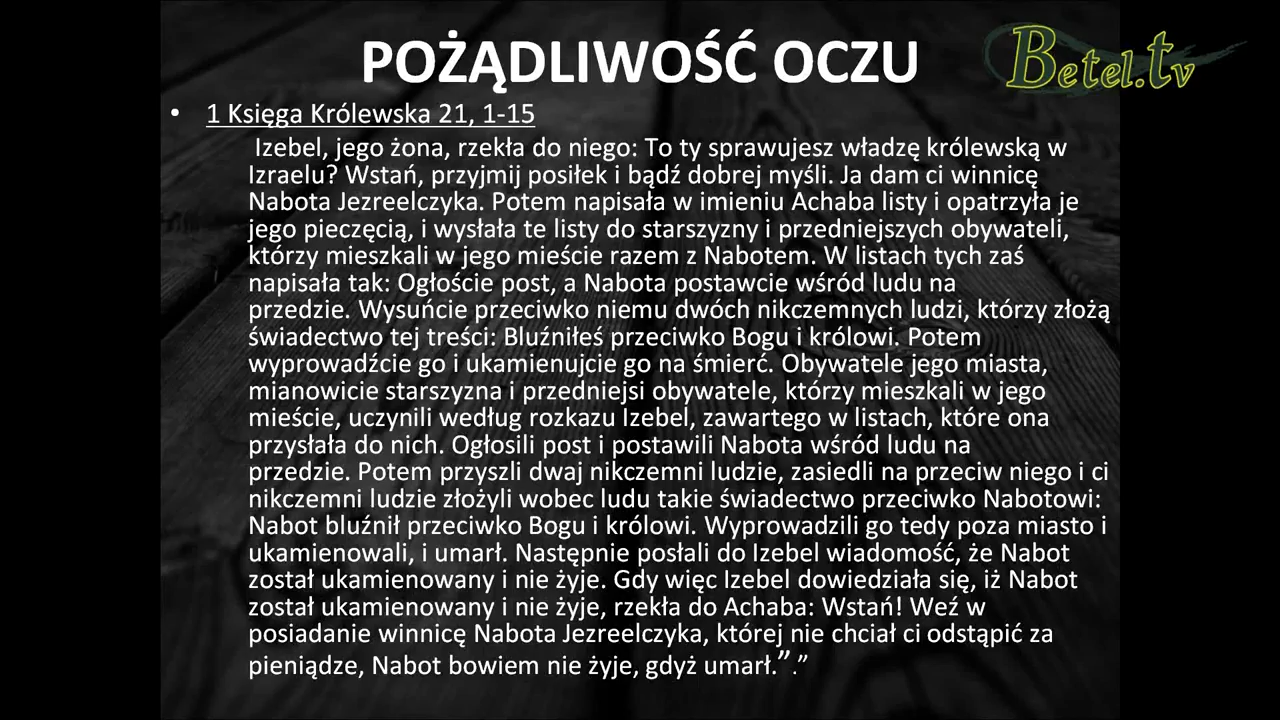 POŻĄDLIWOŚĆ OCZU
Betel.tv
• 1 Księga Królewska 21, 1-15
Izebel, jego żona, rzekła do niego: To ty sprawujesz władzę królewską w
Izraelu? Wstań, przyjmij posiłek i bądź dobrej myśli. Ja dam ci winnicę
Nabota Jezreelczyka. Potem napisała w imieniu Achaba listy i opatrzyła je
jego pieczęcią, i wysłała te listy do starszyzny i przedniejszych obywateli,
którzy mieszkali w jego mieście razem z Nabotem. W listach tych zaś
napisała tak: Ogłoście post, a Nabota postawcie wśród ludu na
przedzie. Wysuńcie przeciwko niemu dwóch nikczemnych ludzi, którzy złożą
świadectwo tej treści: Bluźniłeś przeciwko Bogu i królowi. Potem
wyprowadźcie go i ukamienujcie go na śmierć. Obywatele jego miasta,
mianowicie starszyzna i przedniejsi obywatele, którzy mieszkali w jego
mieście, uczynili według rozkazu Izebel, zawartego w listach, które ona
przysłała do nich. Ogłosili post i postawili Nabota wśród ludu na
przedzie. Potem przyszli dwaj nikczemni ludzie, zasiedli na przeciw niego i ci
nikczemni ludzie złożyli wobec ludu takie świadectwo przeciwko Nabotowi:
Nabot bluźnił przeciwko Bogu i królowi. Wyprowadzili go tedy poza miasto i
ukamienowali, i umarł. Następnie posłali do Izebel wiadomość, że Nabot
został ukamienowany i nie żyje. Gdy więc Izebel dowiedziała się, iż Nabot
został ukamienowany i nie żyje, rzekła do Achaba: Wstań! Weź w
posiadanie winnicę Nabota Jezreelczyka, której nie chciał ci odstąpić za
pieniądze, Nabot bowiem nie żyje, gdyż umarł.”.”